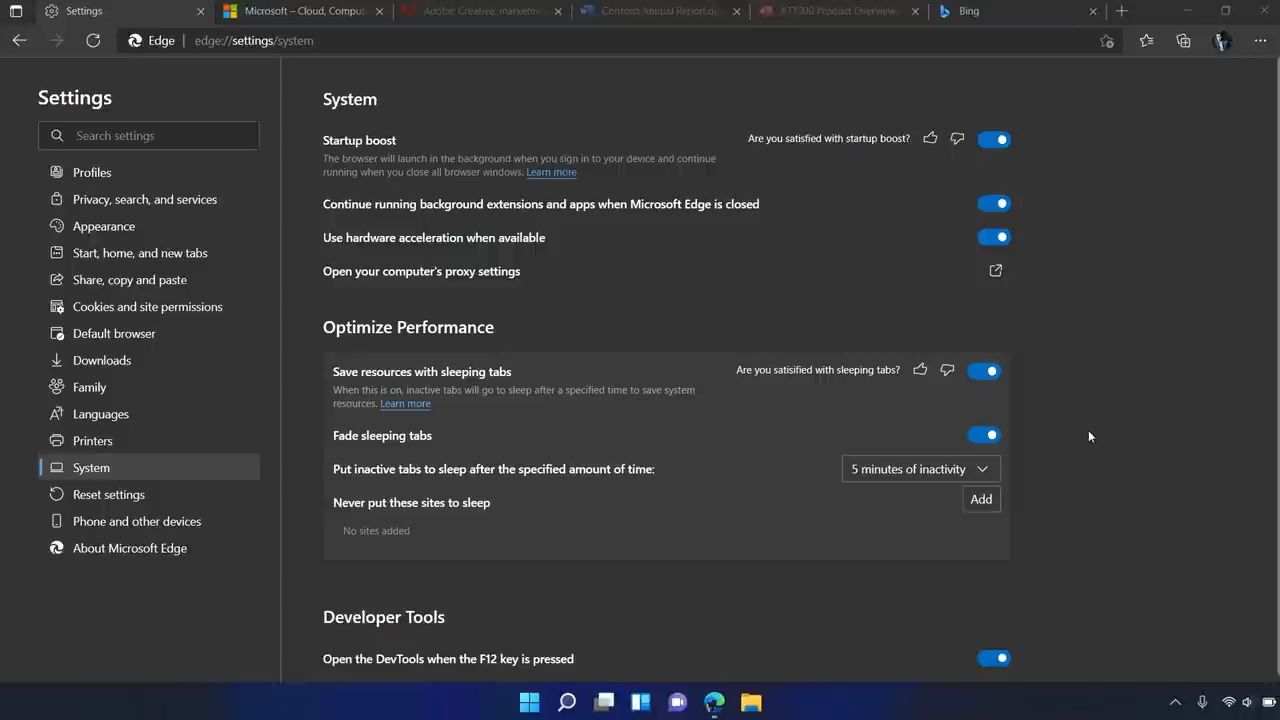 Settings
Microsoft – Cloud, Comput
Adobe Creative, marketin
Contoso Annual Report.d
XT1000 Product Overview
Bing
Edge
edge://settings/system
Settings
Search settings
Profiles
Privacy, search, and services
Appearance
Start, home, and new tabs
Share, copy and paste
Cookies and site permissions
Default browser
Downloads
Family
Languages
Printers
System
Reset settings
Phone and other devices
About Microsoft Edge
System
Startup boost
Are you satisfied with startup boost?
The browser will launch in the background when you sign in to your device and continue
running when you close all browser windows. Learn more
Continue running background extensions and apps when Microsoft Edge is closed
Use hardware acceleration when available
Open your computer's proxy settings
Optimize Performance
Save resources with sleeping tabs
Are you satisified with sleeping tabs?
When this is on, inactive tabs will go to sleep after a specified time to save system
resources. Learn more
Fade sleeping tabs
Put inactive tabs to sleep after the specified amount of time:
5 minutes of inactivity
Never put these sites to sleep
Add
No sites added
Developer Tools
Open the DevTools when the F12 key is pressed